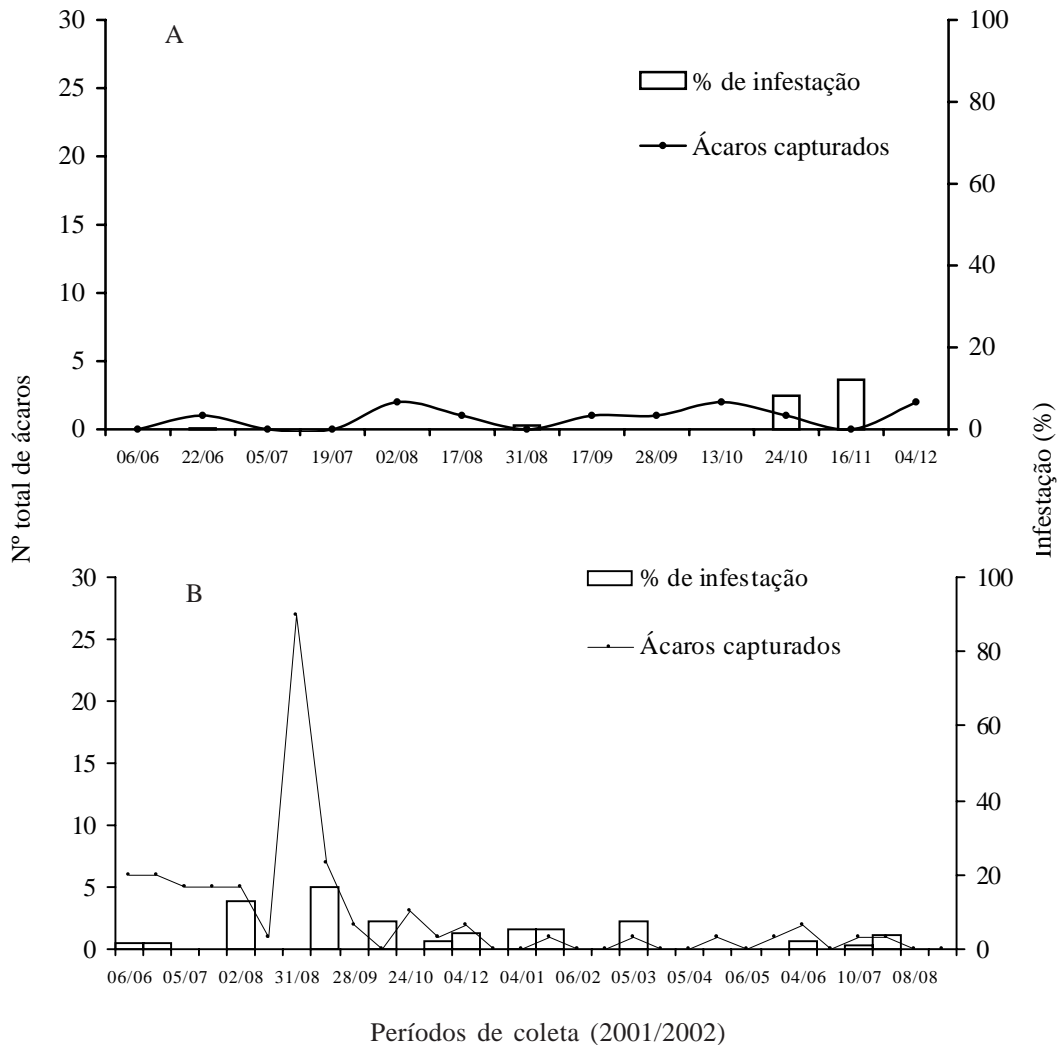 A
% de infestação
Ácaros capturados
30
25
20
15
10
5
0
100
80
60
40
20
0
06/06 22/06 05/07 19/07 02/08 17/08 31/08 17/09 28/09 13/10 24/10 16/11 04/12
Nº total de ácaros
Infestação (%)
B
% de infestação
Ácaros capturados
30
25
20
15
10
5
0
100
80
60
40
20
0
06/06 05/07 02/08 31/08 28/09 24/10 04/12 04/01 06/02 05/03 05/04 06/05 04/06 10/07 08/08
Períodos de coleta (2001/2002)